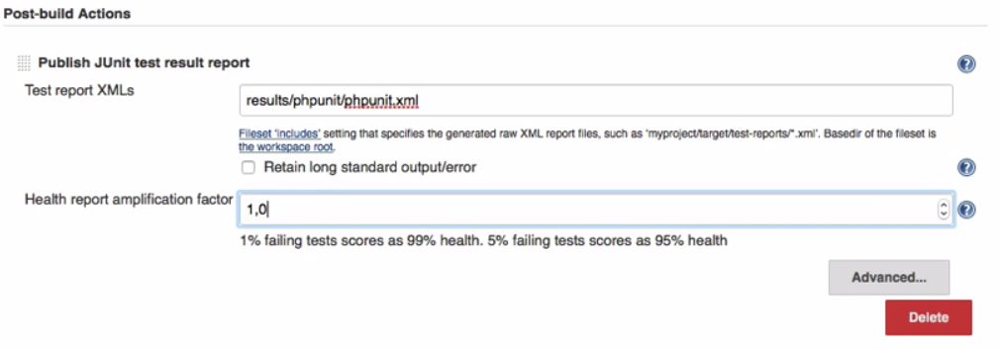 Post-build Actions
Publish JUnit test result report
Test report XMLs
results/phpunit/phpunit.xml
Fileset 'includes' setting that specifies the generated raw XML report files, such as 'myproject/target/test-reports/*.xml'. Basedir of the fileset is
the workspace root.
Retain long standard output/error
Health report amplification factor
1,0
1% failing tests scores as 99% health. 5% failing tests scores as 95% health
Advanced...
Delete